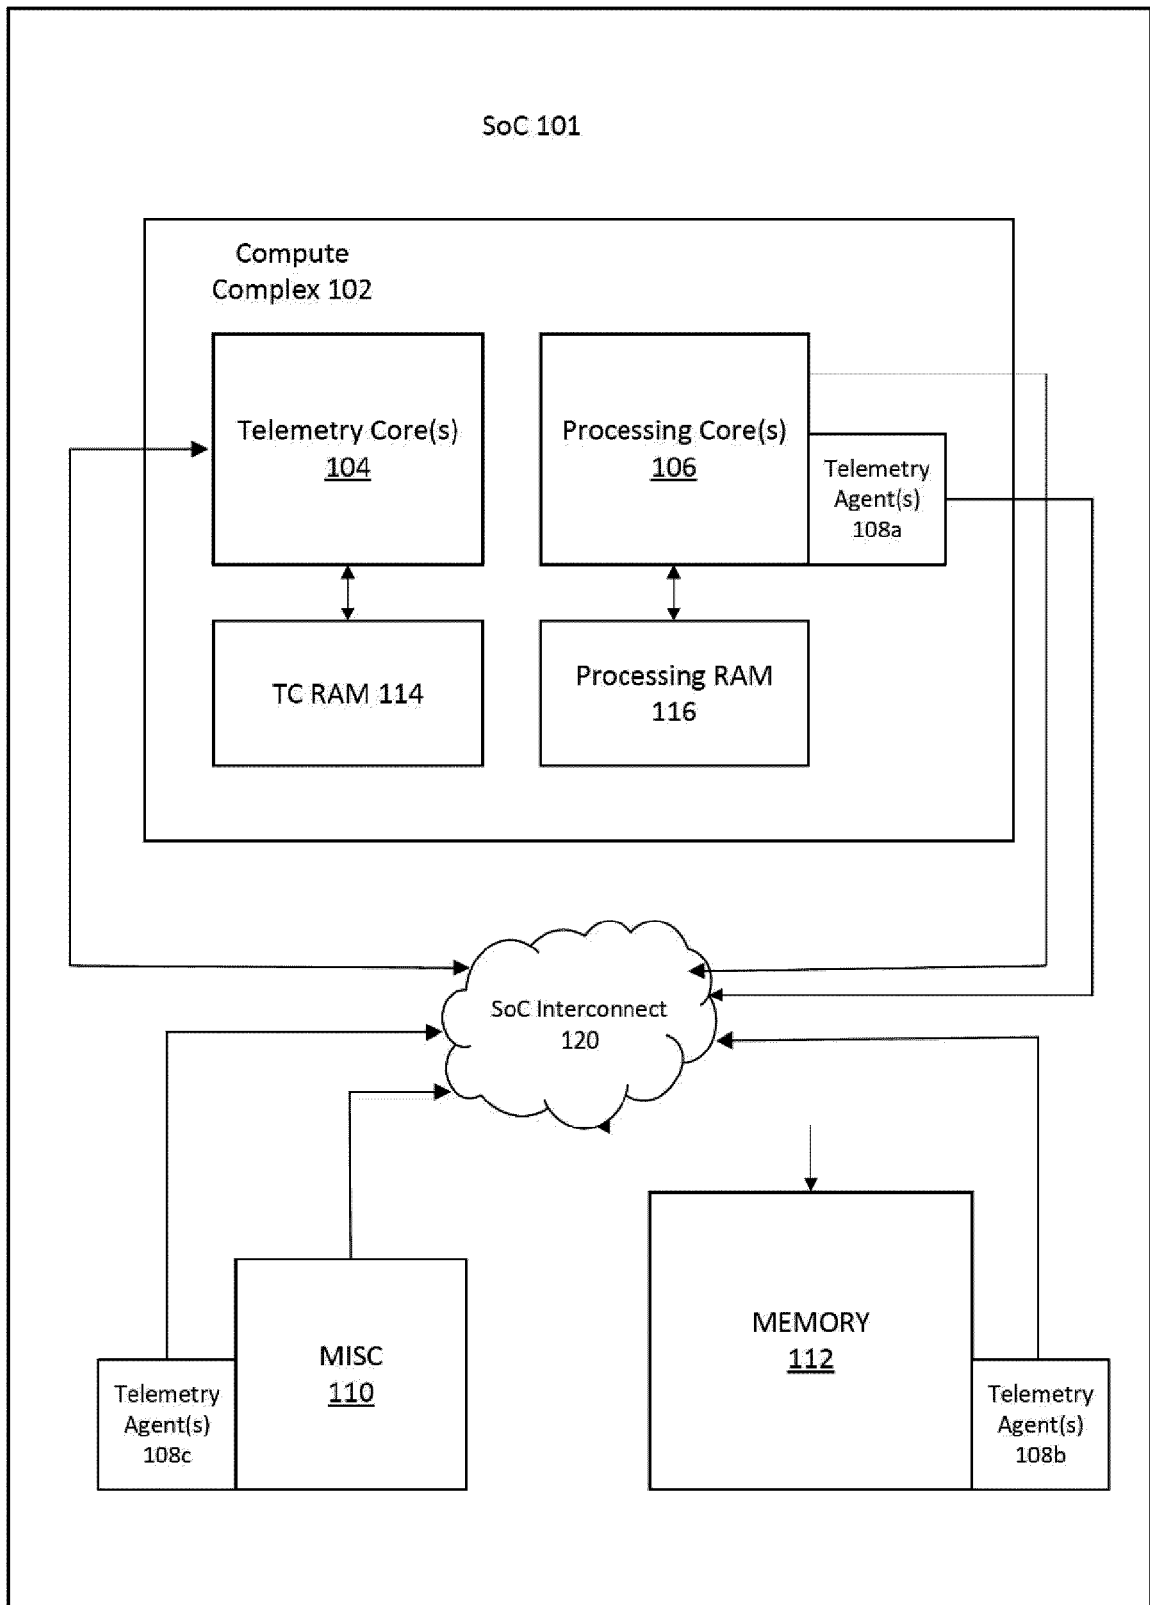 SoC 101
Compute
Complex 102
Telemetry Core(s)
104
Processing Core(s)
106
Telemetry
Agent(s)
108a
TC RAM 114
Processing RAM
116
SoC Interconnect
120
MISC
110
Telemetry
Agent(s)
108c
MEMORY
112
Telemetry
Agent(s)
108b